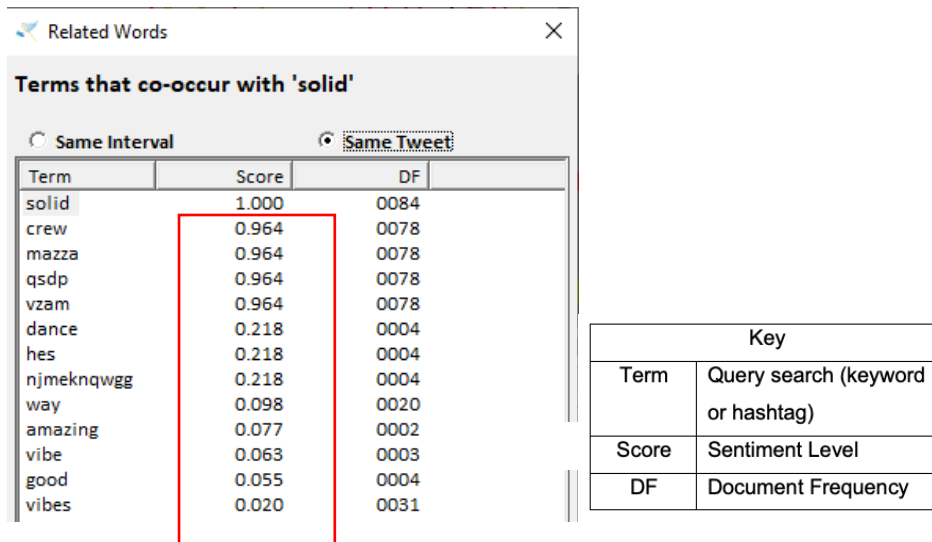 Related Words
Terms that co-occur with 'solid'
Same Interval Same Tweet
Term Score DF
solid 1.000 0084
crew 0.964 0078
mazza 0.964 0078
qsdp 0.964 0078
vzam 0.964 0078
dance 0.218 0004
hes 0.218 0004
njmeknqwgg 0.218 0004
way 0.098 0020
amazing 0.077 0002
vibe 0.063 0003
good 0.055 0004
vibes 0.020 0031
Key
Term Query search (keyword
or hashtag)
Score Sentiment Level
DF Document Frequency